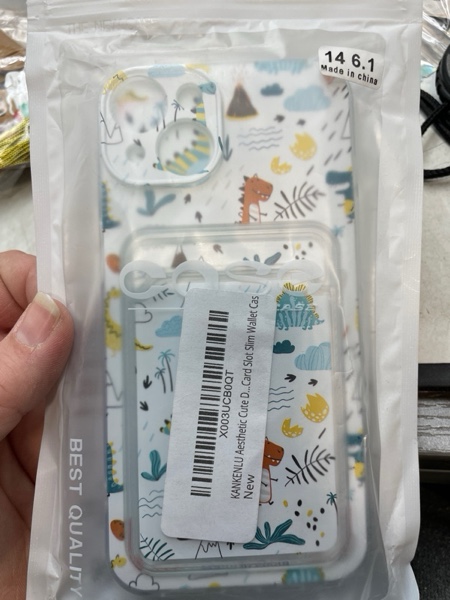 14 6.1
Made in china
X003UCB0QT
KANKENLU Aesthetic Cute D...Card Slot Slim Wallet Cas
New
BEST QUALITY